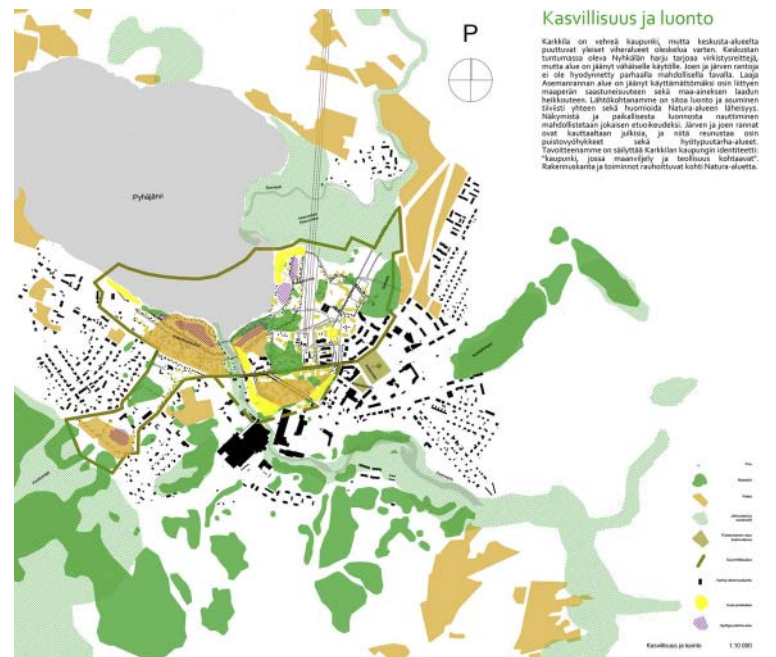 Kasvillisuus ja luonto
P
Karkkila on vehreä kaupunki, mutta keskusta-alueelta
puuttuvat yleiset viheralueet oleskelua varten. Keskustan
tuntumassa oleva Nyhkälän harju tarjoaa virkistysreittejä,
mutta alue on jäänyt vähäiselle käytölle. Joen ja järven rantoja
ei ole hyödynnetty parhaalla mahdollisella tavalla. Laaja
Asemanrannan alue on jäänyt käyttämättömäksi osin liittyen
maaperän saastuneisuuteen sekä maa-aineksen laadun
heikkouteen. Lähtökohtanamme on sitoa luonto ja asuminen
tiiviisti yhteen sekä huomioida Natura-alueen läheisyys.
Näkymistä ja paikallisesta luonnosta nauttiminen
mahdollistetaan jokaisen etuoikeudeksi. Järven ja joen rannat
ovat kauttaaltaan julkisia, ja niitä reunustaa osin
puistovyöhykkeet sekä hyötypuutarha-alueet.
Tavoitteenamme on säilyttää Karkkilan kaupungin identiteetti:
"kaupunki, jossa maanviljely ja teollisuus kohtaavat".
Rakennuskanta ja toiminnot rauhoittuvat kohti Natura-aluetta.
Pyhäjärvi
Puu
Metsikkö
Pelto
Kasvillisuus ja luonto 1:10 000